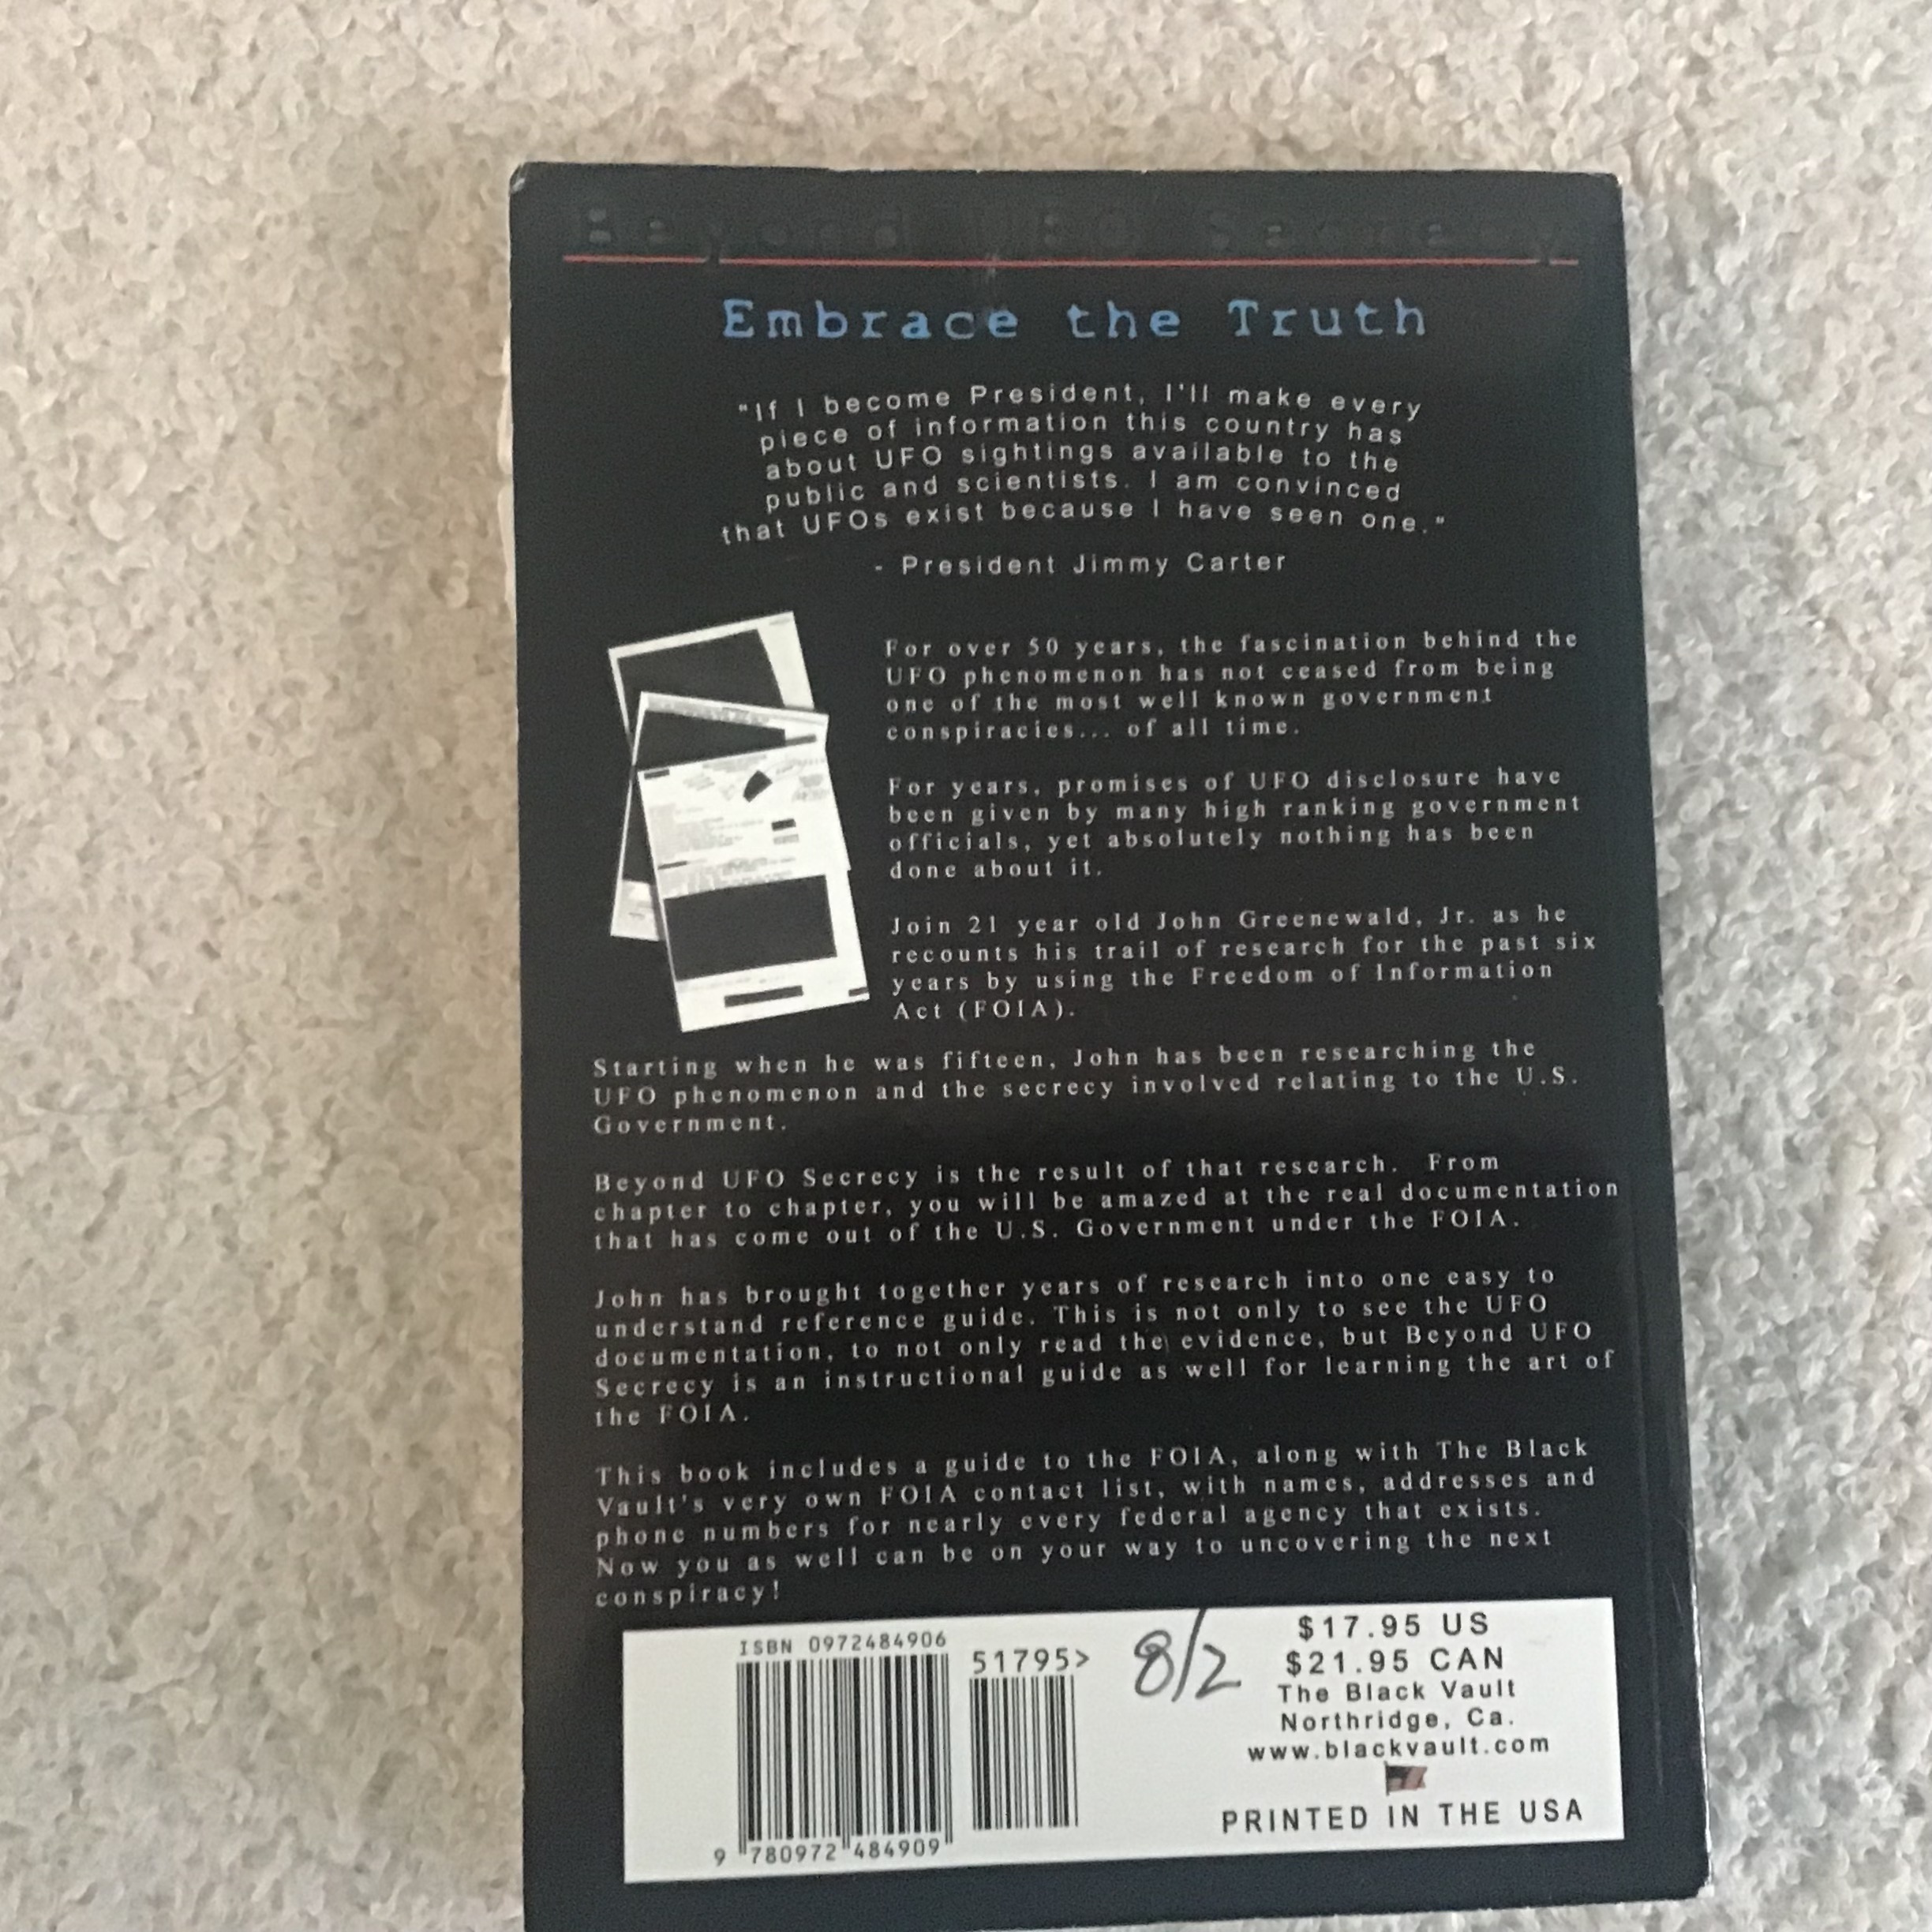 Beyond UFO Secrecy
Embrace the Truth
"If I become President, I'll make every
piece of information this country has
about UFO sightings available to the
public and scientists. I am convinced
that UFOs exist because I have seen one."
- President Jimmy Carter
For over 50 years, the fascination behind the
UFO phenomenon has not ceased from being
one of the most well known government
conspiracies... of all time.
For years, promises of UFO disclosure have
been given by many high ranking government
officials, yet absolutely nothing has been
done about it.
Join 21 year old John Greenewald, Jr. as he
recounts his trail of research for the past six
years by using the Freedom of Information
Act (FOIA).
Starting when he was fifteen, John has been researching the
UFO phenomenon and the secrecy involved relating to the U.S.
Government.
Beyond UFO Secrecy is the result of that research. From
chapter to chapter, you will be amazed at the real documentation
that has come out of the U.S. Government under the FOIA.
John has brought together years of research into one easy to
understand reference guide. This is not only to see the UFO
documentation, to not only read the evidence, but Beyond UFO
Secrecy is an instructional guide as well for learning the art of
the FOIA.
This book includes a guide to the FOIA, along with The Black
Vault's very own FOIA contact list, with names, addresses and
phone numbers for nearly every federal agency that exists.
Now you as well can be on your way to uncovering the next
conspiracy!
ISBN 0972484906
51795>
9 780972 484909
8/2
$17.95 US
$21.95 CAN
The Black Vault
Northridge, Ca.
www.blackvault.com
PRINTED IN THE USA